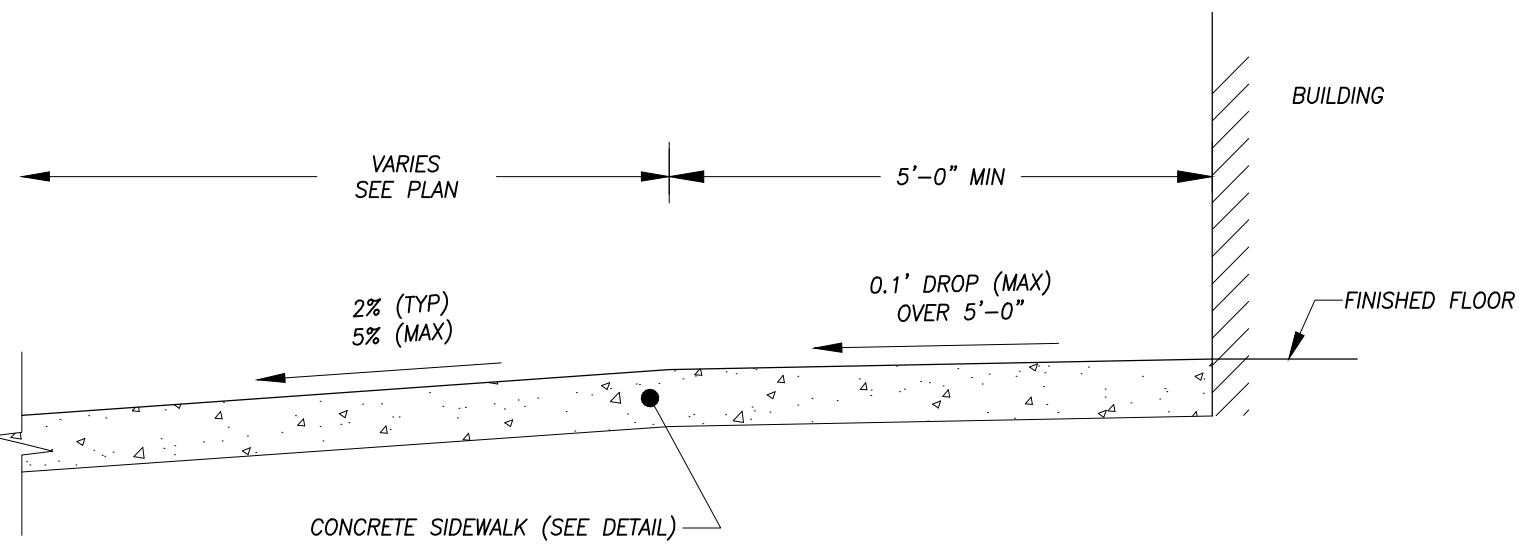 BUILDING
VARIES
SEE PLAN
5'-0" MIN
0.1' DROP (MAX)
OVER 5'-0"
2% (TYP)
5% (MAX)
FINISHED FLOOR
CONCRETE SIDEWALK (SEE DETAIL)